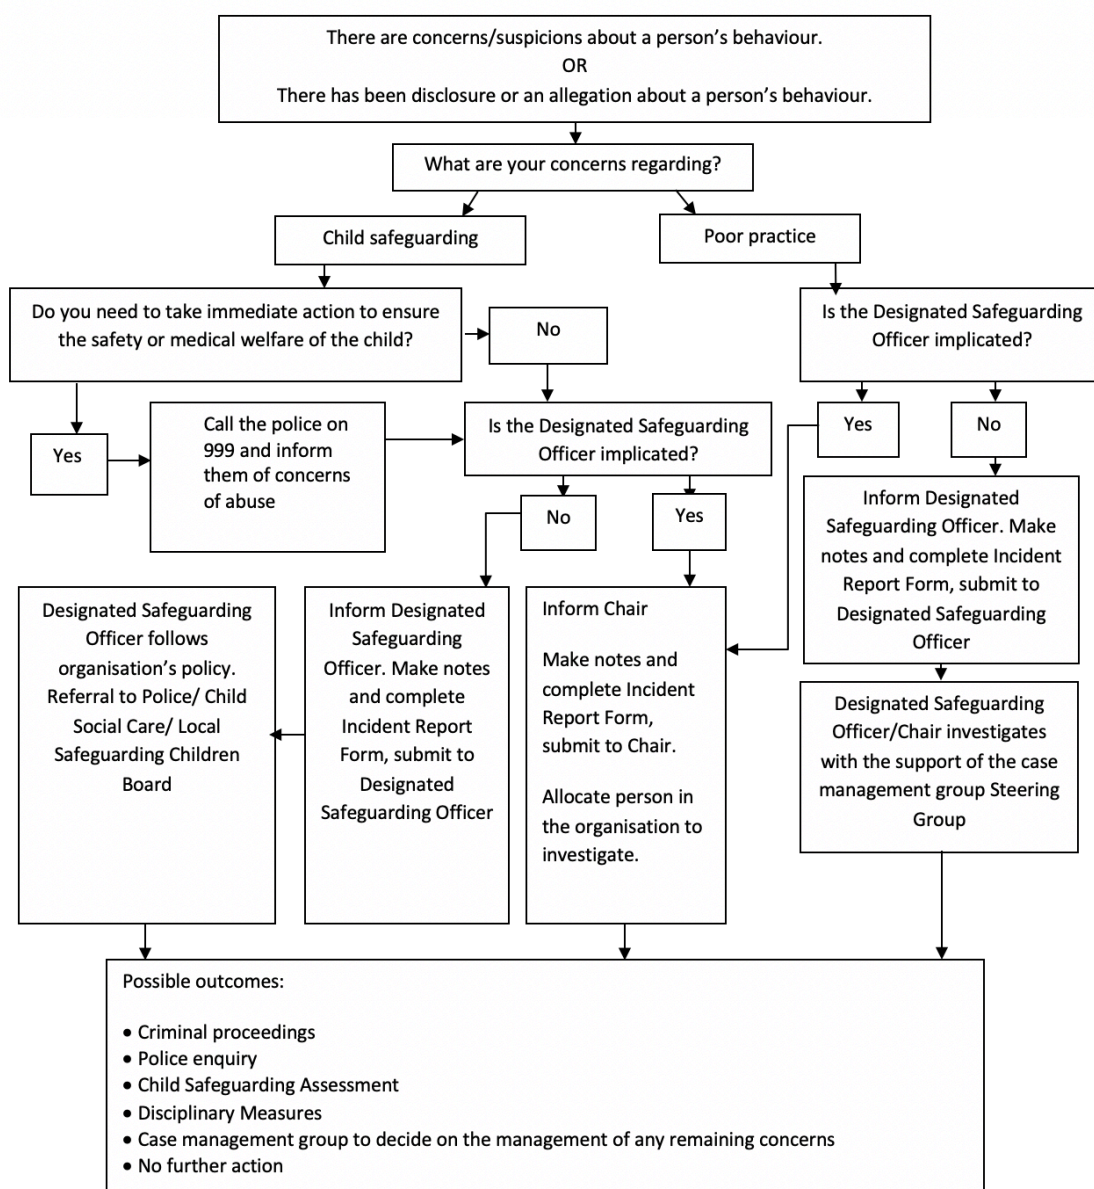 There are concerns/suspicions about a person's behaviour.
OR
There has been disclosure or an allegation about a person's behaviour.
What are your concerns regarding?
Child safeguarding
Poor practice
Do you need to take immediate action to ensure
the safety or medical welfare of the child?
No
Is the Designated Safeguarding
Officer implicated?
Yes
Call the police on
999 and inform
them of concerns
of abuse
Is the Designated Safeguarding
Officer implicated?
Yes
No
No
Yes
Inform Designated
Safeguarding Officer. Make
notes and complete Incident
Report Form, submit to
Designated Safeguarding
Officer
Designated Safeguarding
Officer follows
organisation's policy.
Referral to Police/ Child
Social Care/ Local
Safeguarding Children
Board
Inform Designated
Safeguarding
Officer. Make notes
and complete
Incident Report
Form, submit to
Designated
Safeguarding Officer
Inform Chair
Make notes and
complete Incident
Report Form,
submit to Chair.
Allocate person in
the organisation to
investigate.
Designated Safeguarding
Officer/Chair investigates
with the support of the case
management group Steering
Group
Possible outcomes:
• Criminal proceedings
• Police enquiry
• Child Safeguarding Assessment
• Disciplinary Measures
• Case management group to decide on the management of any remaining concerns
• No further action